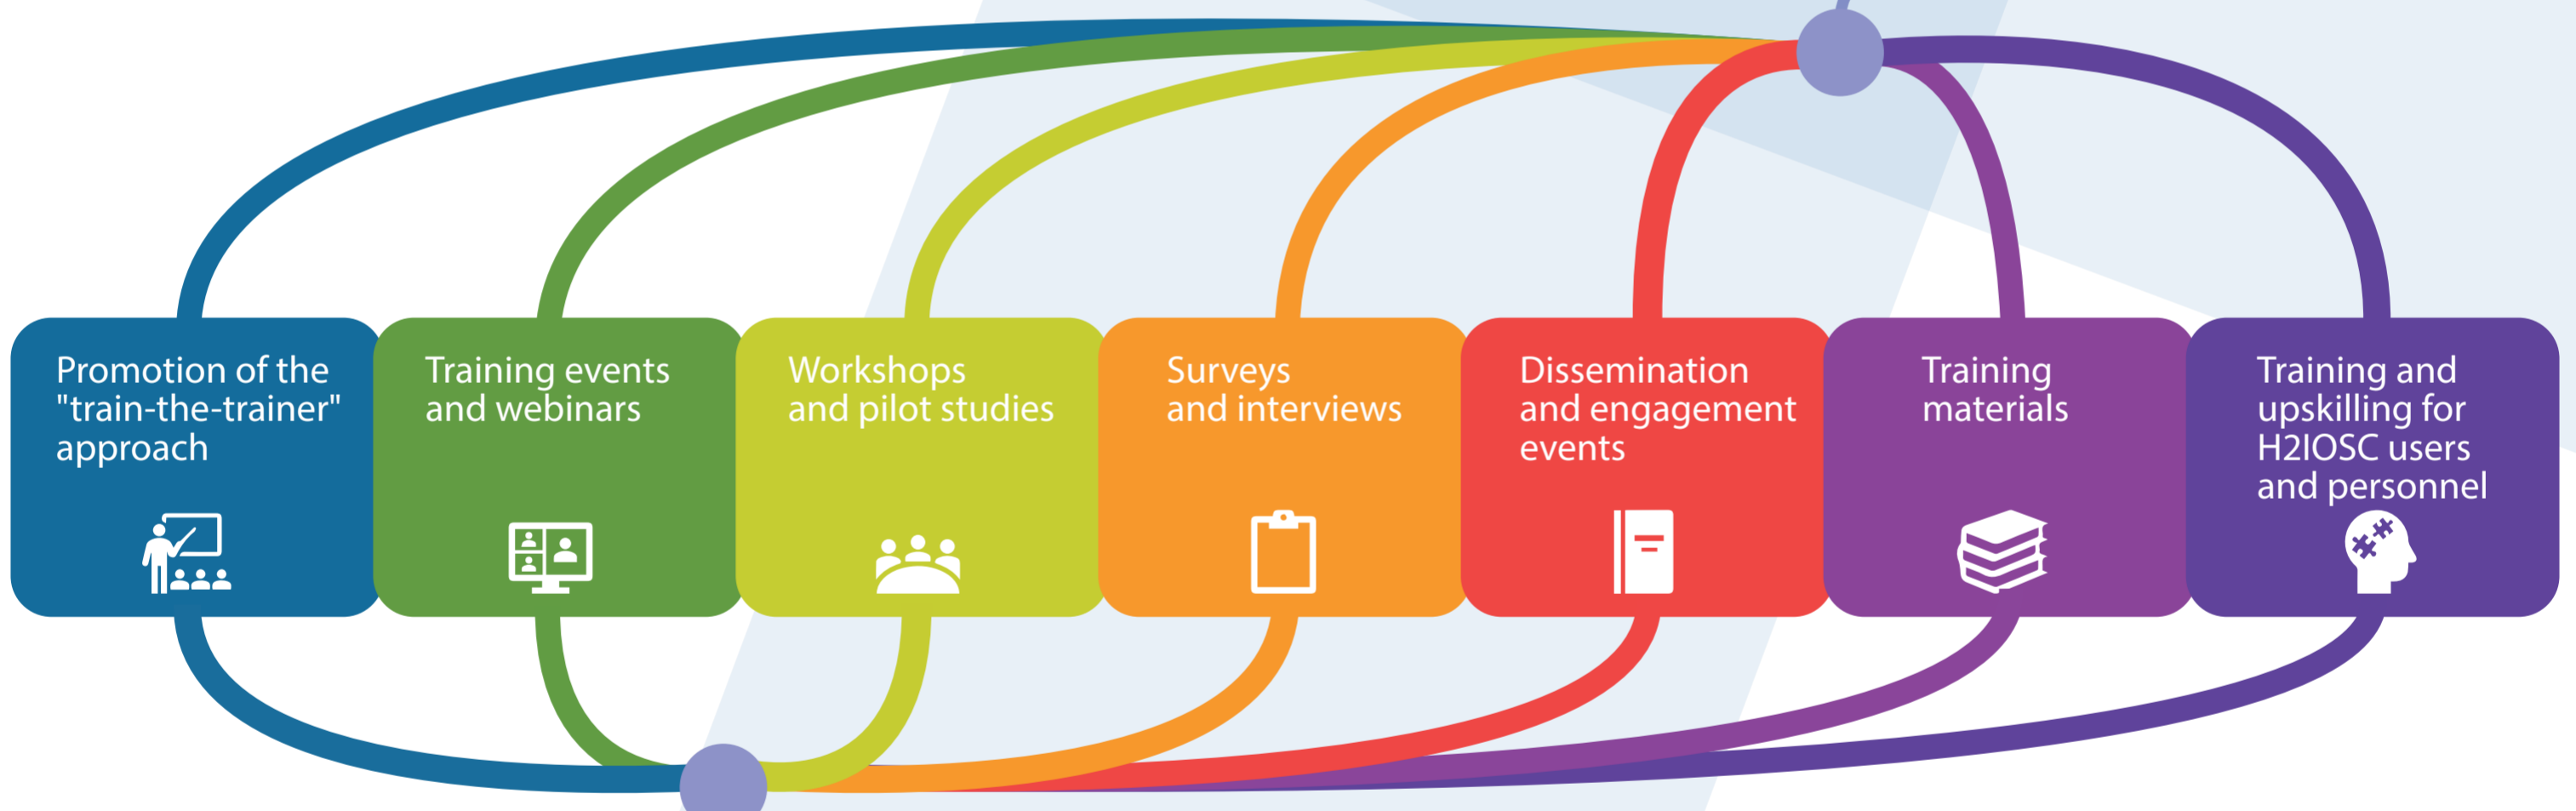 Promotion of the
"train-the-trainer"
approach
Training events
and webinars
Workshops
and pilot studies
Surveys
and interviews
Dissemination
and engagement
events
Training
materials
Training and
upskilling for
H2IOSC users
and personnel